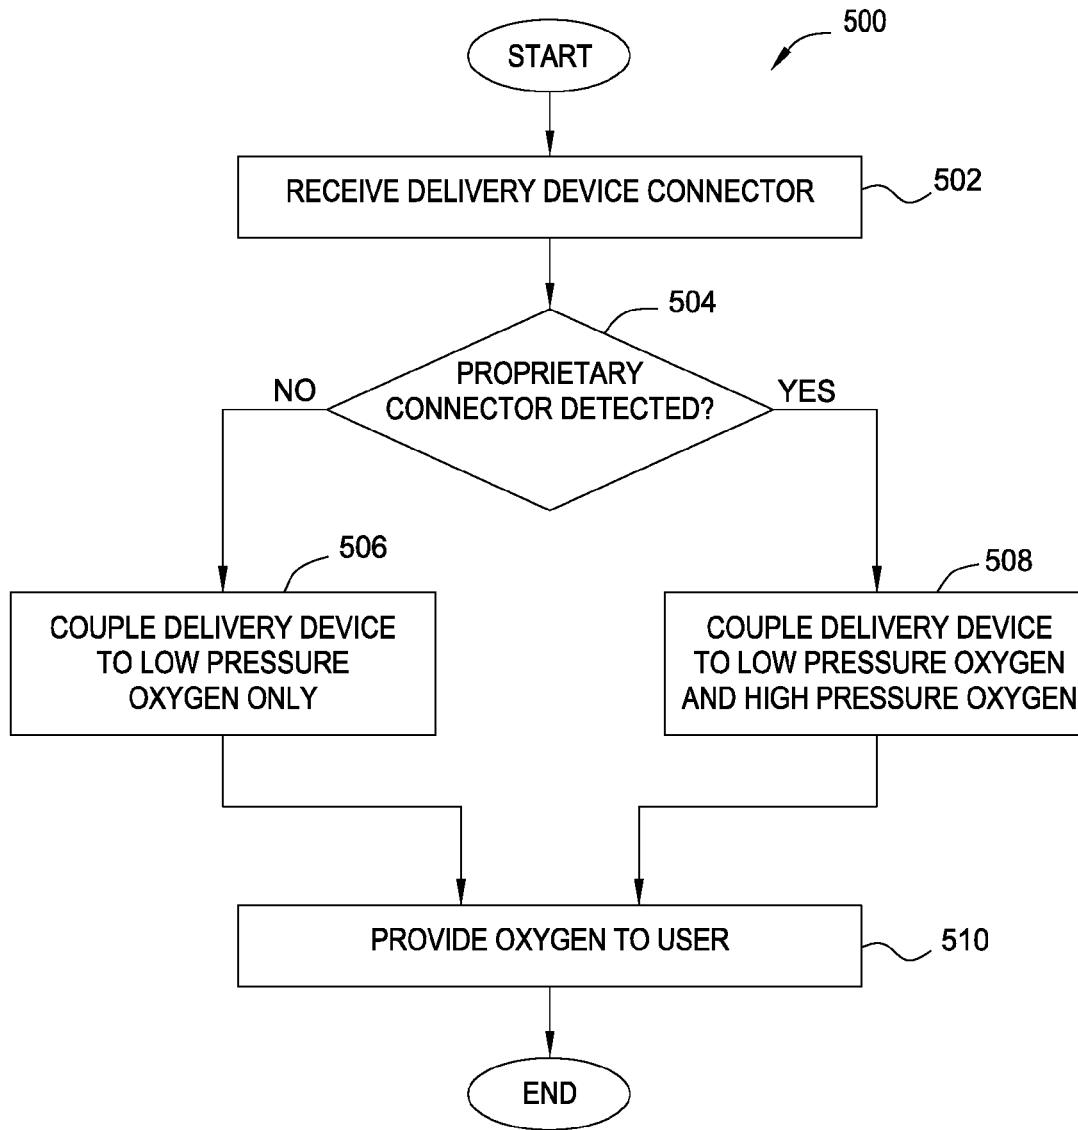 500
START
RECEIVE DELIVERY DEVICE CONNECTOR
502
504
PROPRIETARY
CONNECTOR DETECTED?
NO
YES
506
COUPLE DELIVERY DEVICE
TO LOW PRESSURE
OXYGEN ONLY
508
COUPLE DELIVERY DEVICE
TO LOW PRESSURE OXYGEN
AND HIGH PRESSURE OXYGEN
PROVIDE OXYGEN TO USER
510
END